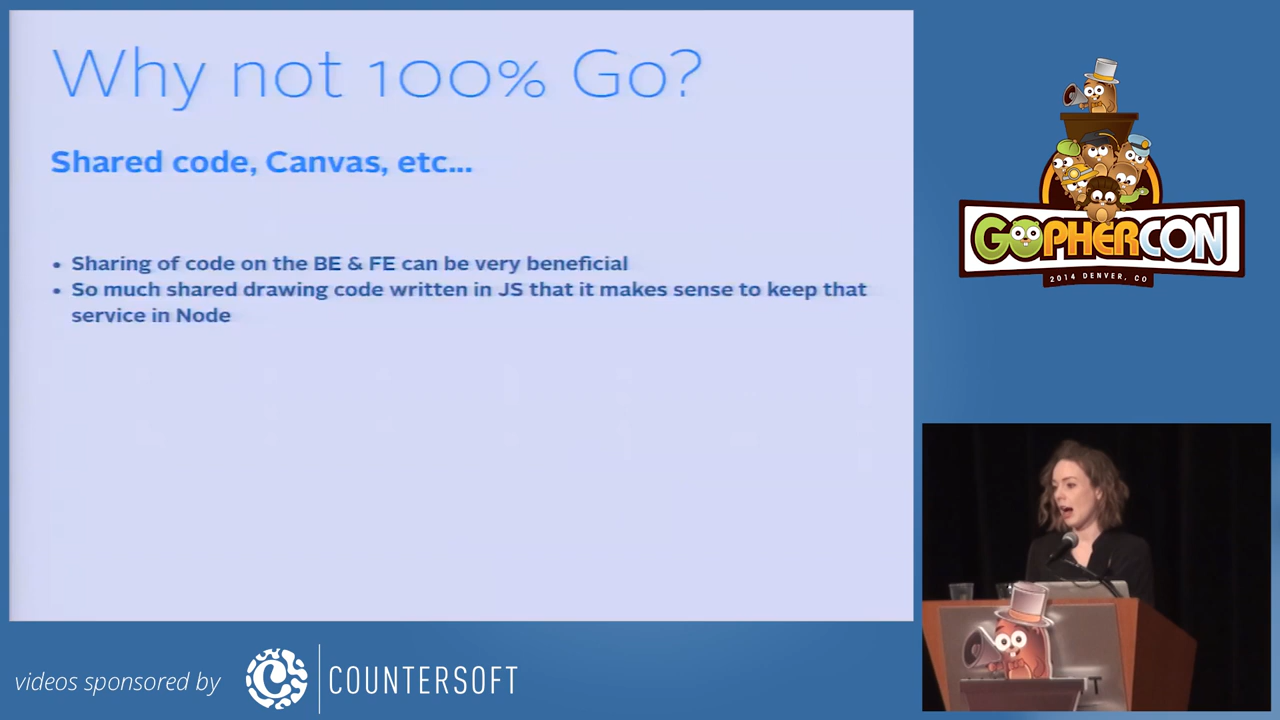 Why not 100% Go?
Shared code, Canvas, etc...
• Sharing of code on the BE & FE can be very beneficial
• So much shared drawing code written in JS that it makes sense to keep that
service in Node
GOPHERCON
2014 DENVER, CO
T
videos sponsored by
COUNTERSOFT